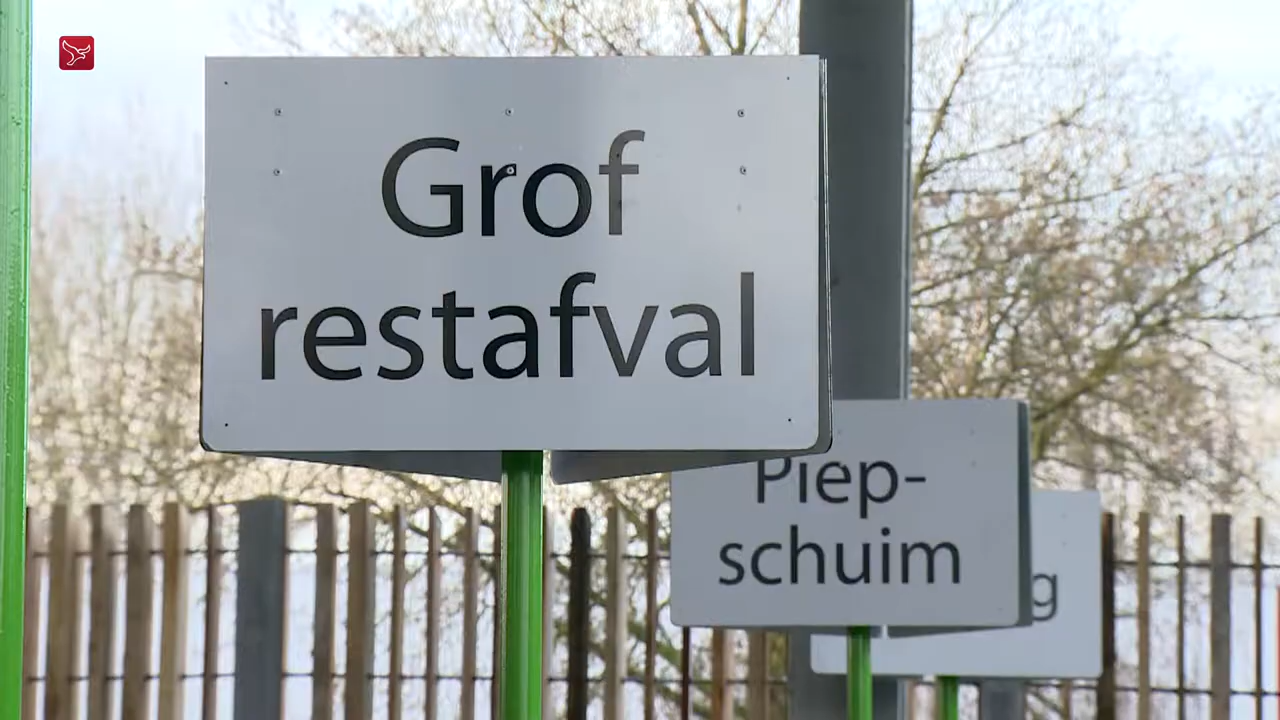 Grof
restafval
Piep-
schuim
g